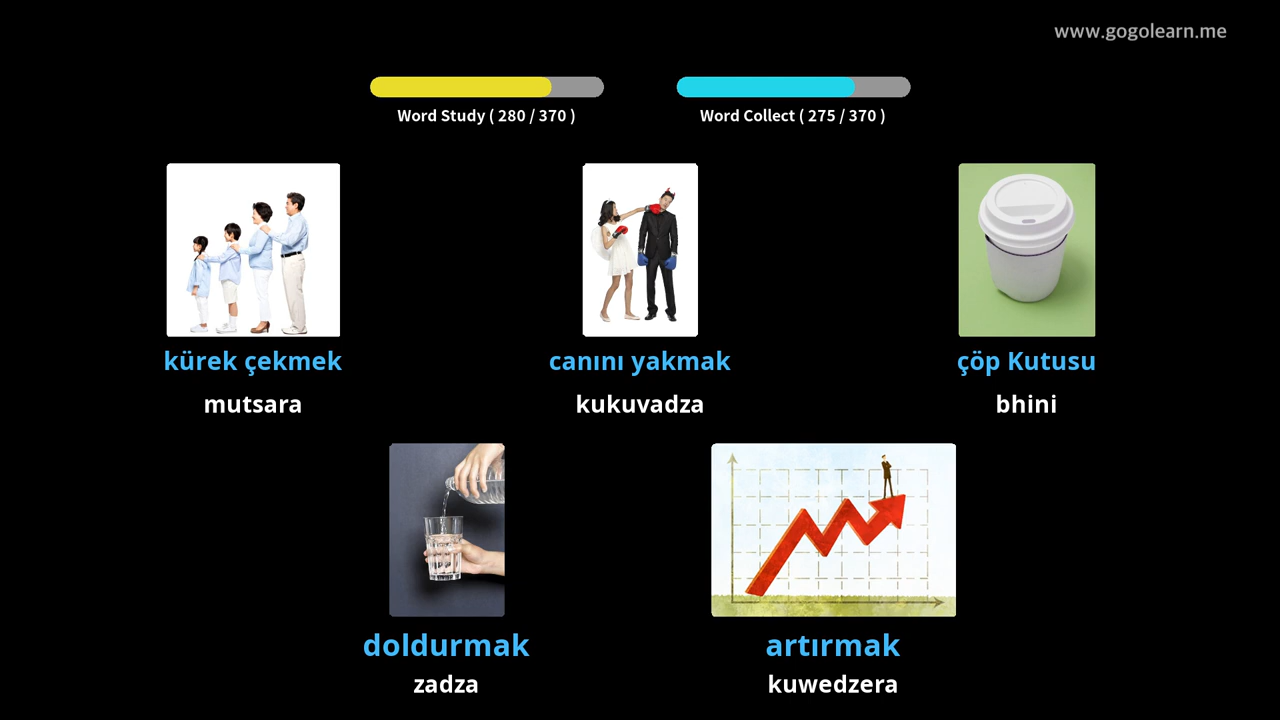 www.gogolearn.me
Word Study ( 280 / 370 )
Word Collect ( 275 / 370 )
kürek çekmek
mutsara
canını yakmak
kukuvadza
çöp Kutusu
bhini
doldurmak
zadza
artırmak
kuwedzera